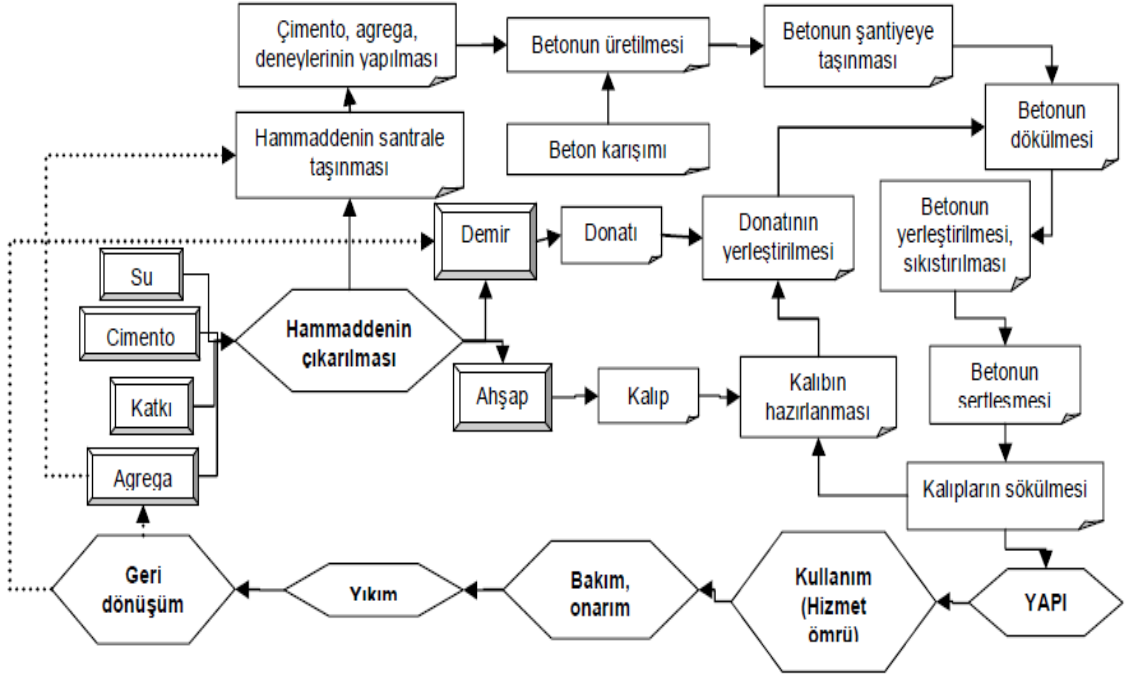 Çimento, agrega,
deneylerinin yapılması
Betonun üretilmesi
Betonun şantiyeye
taşınması
Betonun
dökülmesi
Hammaddenin santrale
taşınması
Beton karışımı
Demir
Donatı
Donatının
yerleştirilmesi
Betonun
yerleştirilmesi,
sıkıstırılması
Su
Cimento
Katkı
Agrega
Hammaddenin
çıkarılması
Ahşap
Kalıp
Kalıbın
hazırlanması
Betonun
sertlesmesi
Kalıpların sökülmesi
Geri
dönüşüm
Yıkım
Bakım,
onarım
Kullanım
(Hizmet
ömrü)
YAPI